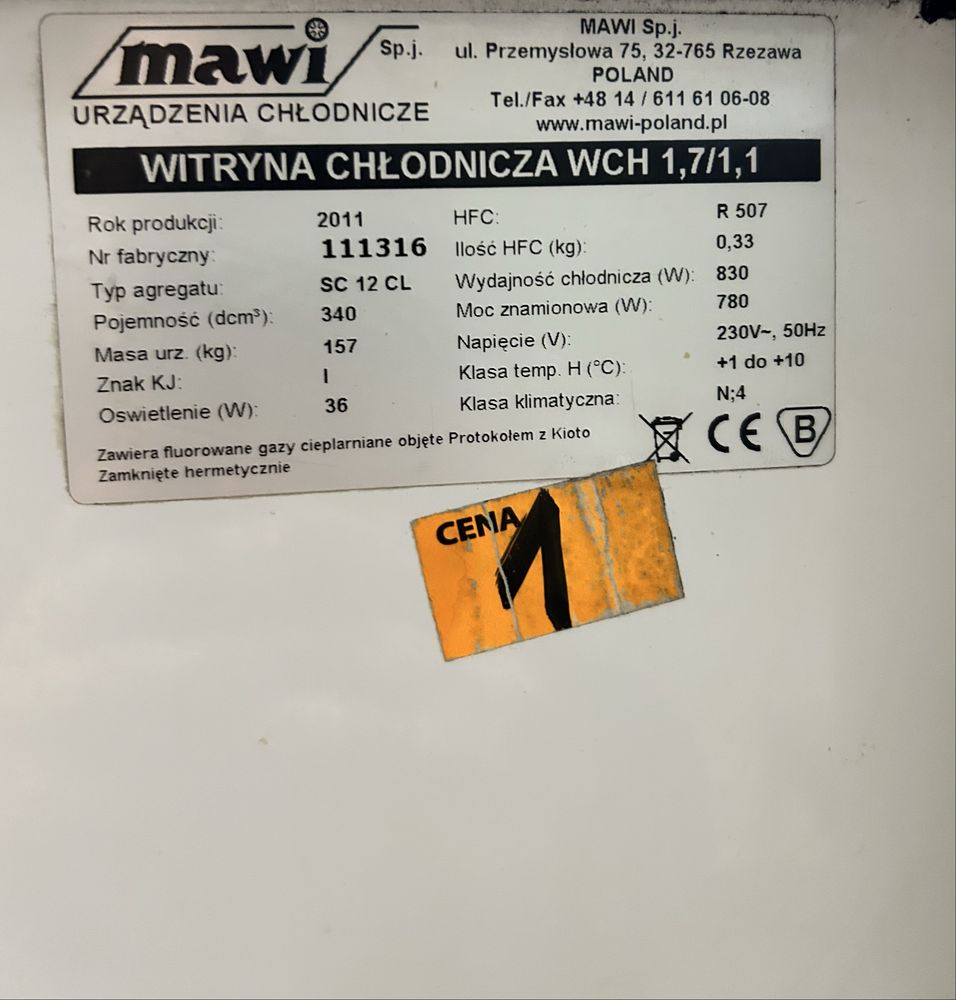 mawi Sp.j.
URZĄDZENIA CHŁODNICZE
MAWI Sp.j.
ul. Przemysłowa 75, 32-765 Rzezawa
POLAND
Tel./Fax +48 14 / 611 61 06-08
www.mawi-poland.pl
WITRYNA CHŁODNICZA WCH 1,7/1,1
Rok produkcji: 2011
Nr fabryczny: 111316
Typ agregatu: SC 12 CL
Pojemność (dcm³): 340
Masa urz. (kg): 157
Znak KJ: I
Oswietlenie (W): 36
HFC: R 507
Ilość HFC (kg): 0,33
Wydajność chłodnicza (W): 830
Moc znamionowa (W): 780
Napięcie (V): 230V~, 50Hz
Klasa temp. H (°C): +1 do +10
Klasa klimatyczna: N;4
Zawiera fluorowane gazy cieplarniane objęte Protokołem z Kioto
Zamknięte hermetycznie
CE B
CENA
1